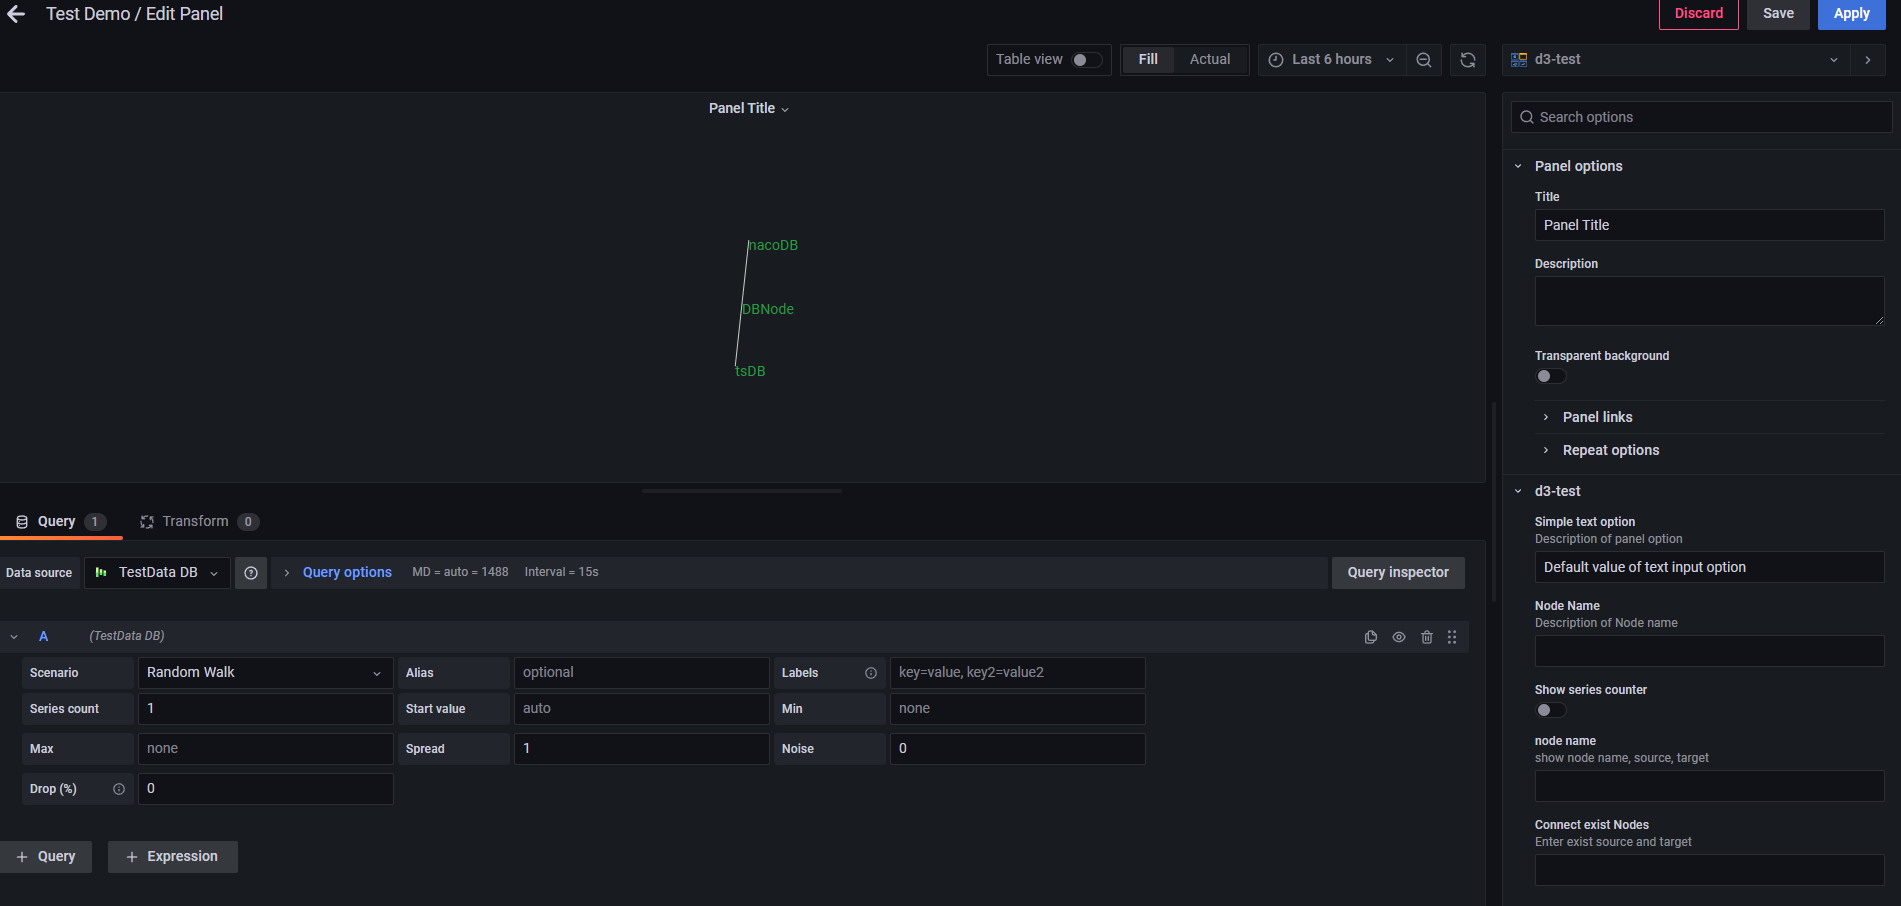 Test Demo / Edit Panel
Discard
Save
Apply
Table view
Fill
Actual
Last 6 hours
d3-test
Panel Title
Search options
Panel options
Title
Panel Title
Description
Transparent background
Panel links
Repeat options
d3-test
Simple text option
Description of panel option
Default value of text input option
Node Name
Description of Node name
Show series counter
node name
show node name, source, target
Connect exist Nodes
Enter exist source and target
nacoDB
DBNode
tsDB
Query 1
Transform 0
Data source
TestData DB
Query options
MD = auto = 1488
Interval = 15s
Query inspector
A
(TestData DB)
Scenario
Random Walk
Alias
optional
Labels
key=value, key2=value2
Series count
1
Start value
auto
Min
none
Max
none
Spread
1
Noise
0
Drop (%)
0
+ Query
+ Expression